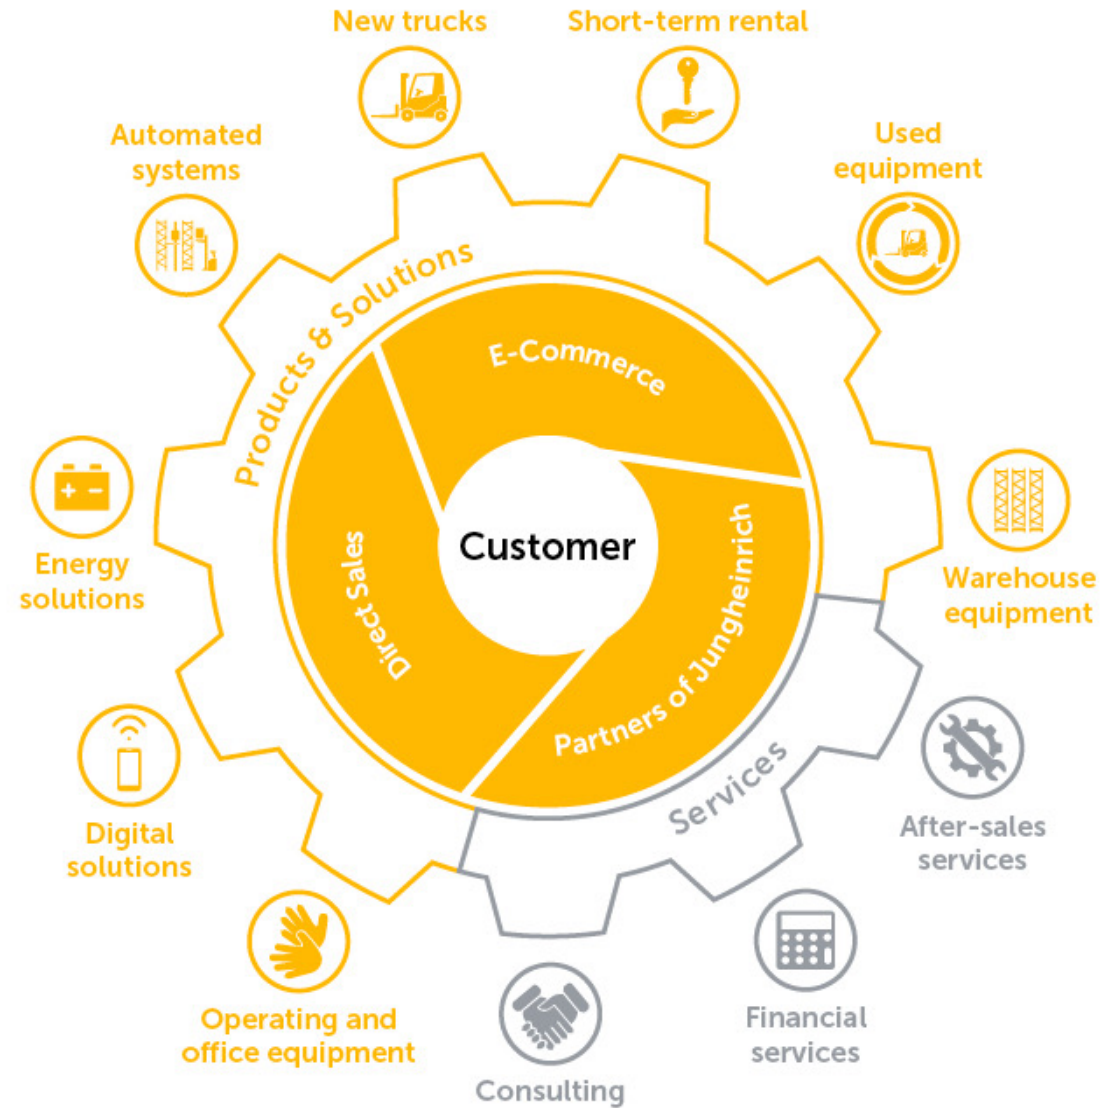 New trucks
Short-term rental
Automated
systems
Used
equipment
Products & Solutions
E-Commerce
Energy
solutions
Direct Sales
Customer
Partners of Jungheinrich
Warehouse
equipment
Services
Digital
solutions
After-sales
services
Operating and
office equipment
Financial
services
Consulting